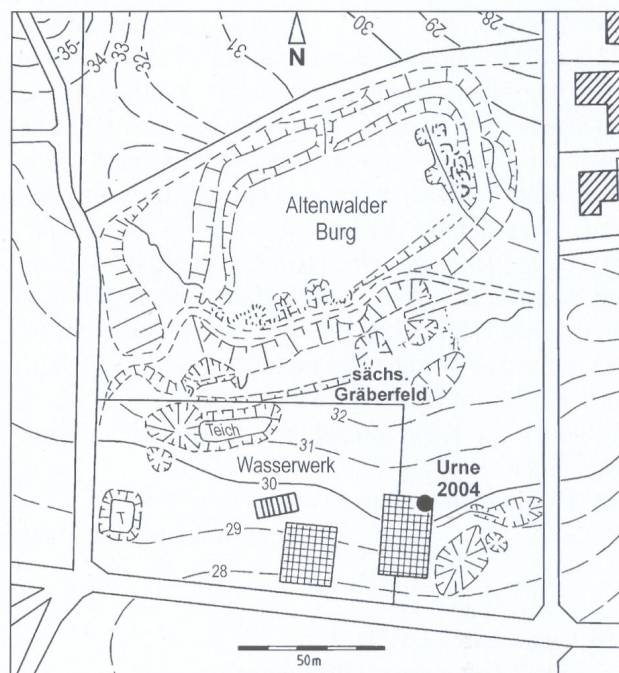 -35-
34
33
32-
31
30
29
28-
N
Altenwalder
Burg
sächs.
Gräberfeld
32
Teich
31
Wasserwerk
Urne
2004
30
T
29
28
50m